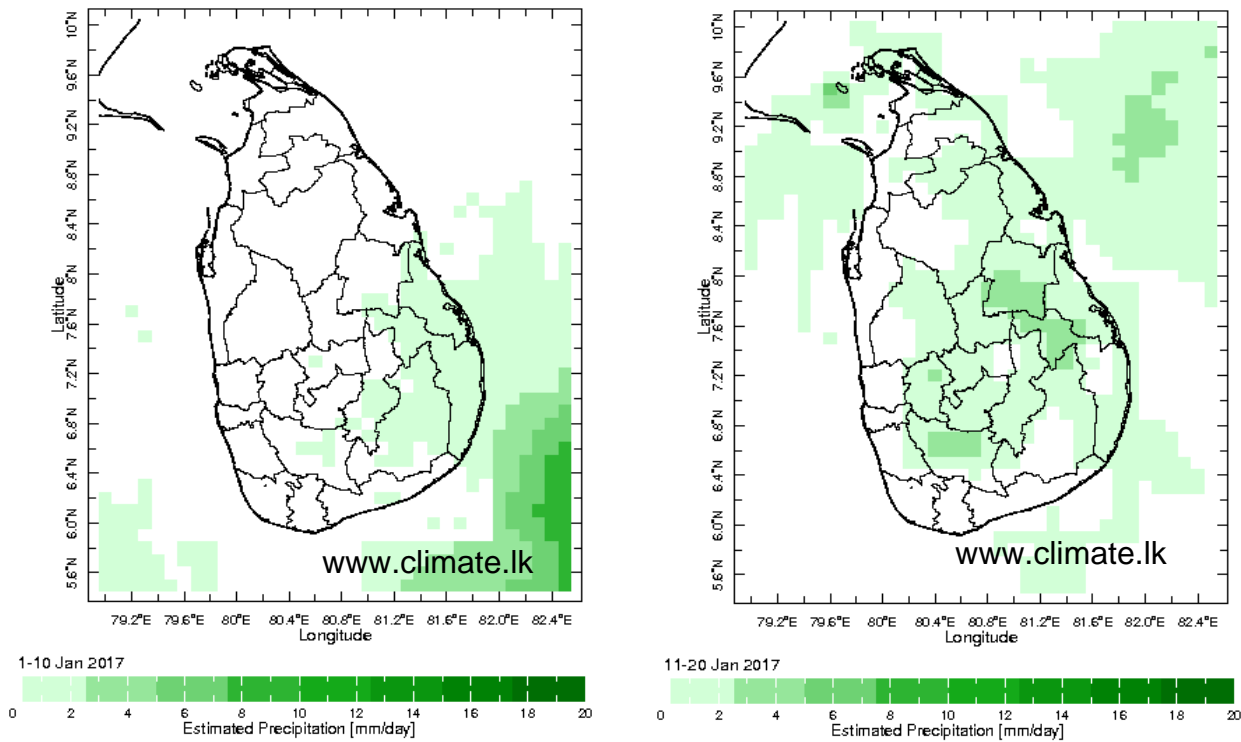 10°N
9.6°N
9.2°N
8.8°N
8.4°N
8°N
7.6°N
7.2°N
6.8°N
6.4°N
6.0°N
5.6°N
Latitude
www.climate.lk
79.2°E 79.6°E 80°E 80.4°E 80.8°E 81.2°E 81.6°E 82.0°E 82.4°E
Longitude
1-10 Jan 2017
0 2 4 6 8 10 12 14 16 18 20
Estimated Precipitation [mm/day]
10°N
9.6°N
9.2°N
8.8°N
8.4°N
8°N
7.6°N
7.2°N
6.8°N
6.4°N
6.0°N
5.6°N
Latitude
www.climate.lk
79.2°E 79.6°E 80°E 80.4°E 80.8°E 81.2°E 81.6°E 82.0°E 82.4°E
Longitude
11-20 Jan 2017
0 2 4 6 8 10 12 14 16 18 20
Estimated Precipitation [mm/day]